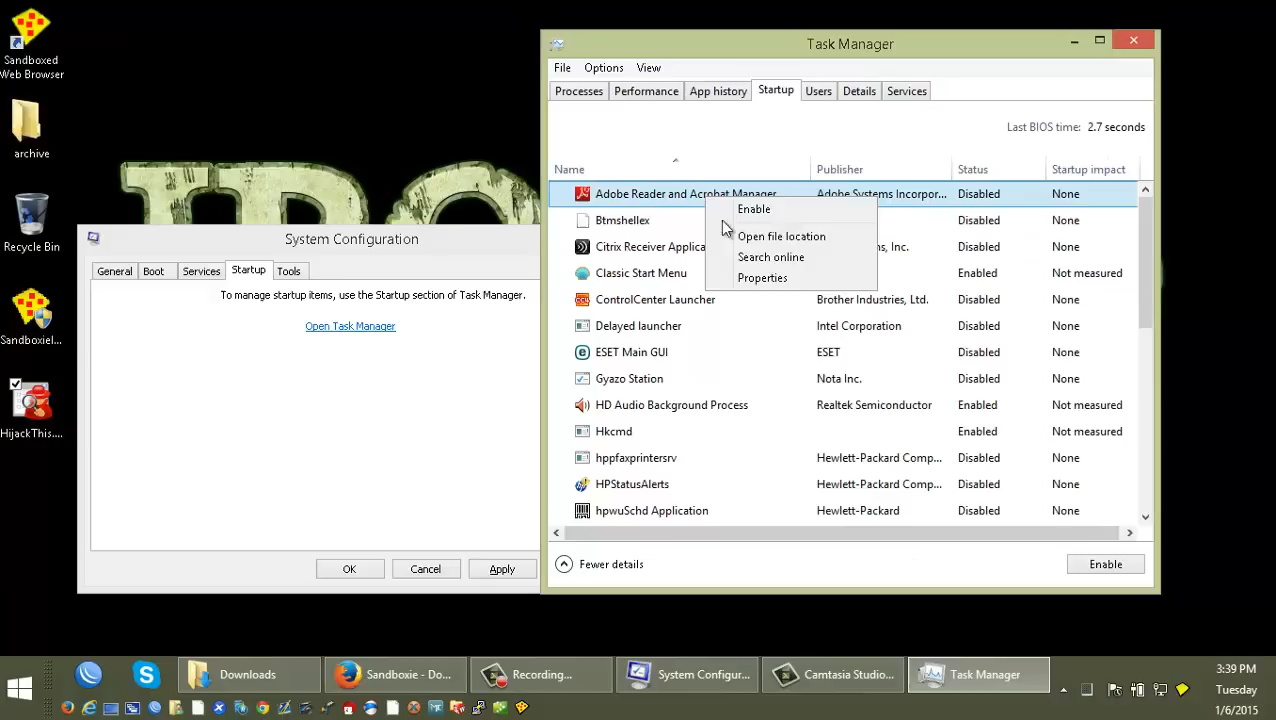 Sandboxed
Web Browser
archive
Recycle Bin
Sandboxiel...
HijackThis....
System Configuration
General
Boot
Services
Startup
Tools
To manage startup items, use the Startup section of Task Manager.
Open Task Manager
OK
Cancel
Apply
Task Manager
File
Options
View
Processes
Performance
App history
Startup
Users
Details
Services
Last BIOS time: 2.7 seconds
Name
Publisher
Status
Startup impact
Adobe Reader and Acrobat Manager
Adobe Systems Incorpor...
Disabled
None
Btmshellex
Disabled
None
Citrix Receiver Applica
s, Inc.
Disabled
None
Classic Start Menu
Enabled
Not measured
ControlCenter Launcher
Brother Industries, Ltd.
Disabled
None
Delayed launcher
Intel Corporation
Disabled
None
ESET Main GUI
ESET
Disabled
None
Gyazo Station
Nota Inc.
Disabled
None
HD Audio Background Process
Realtek Semiconductor
Enabled
Not measured
Hkcmd
Enabled
Not measured
hppfaxprintersrv
Hewlett-Packard Comp...
Disabled
None
HPStatusAlerts
Hewlett-Packard Comp...
Disabled
None
hpwuSchd Application
Hewlett-Packard
Disabled
None
Enable
Open file location
Search online
Properties
Fewer details
Enable
Downloads
Sandboxie - Do...
Recording...
System Configur...
Camtasia Studio...
Task Manager
3:39 PM
Tuesday
1/6/2015